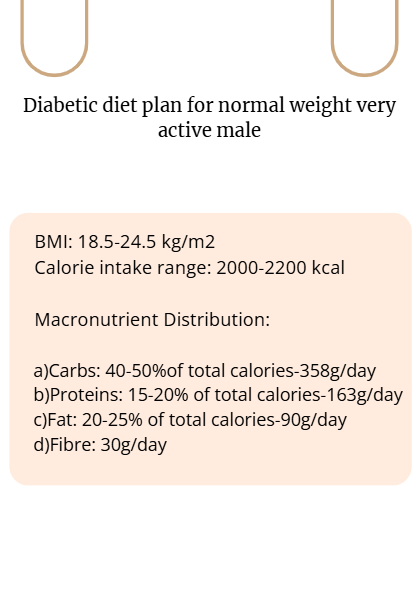 Diabetic diet plan for normal weight very
active male
BMI: 18.5-24.5 kg/m2
Calorie intake range: 2000-2200 kcal
Macronutrient Distribution:
a)Carbs: 40-50%of total calories-358g/day
b)Proteins: 15-20% of total calories-163g/day
c)Fat: 20-25% of total calories-90g/day
d)Fibre: 30g/day